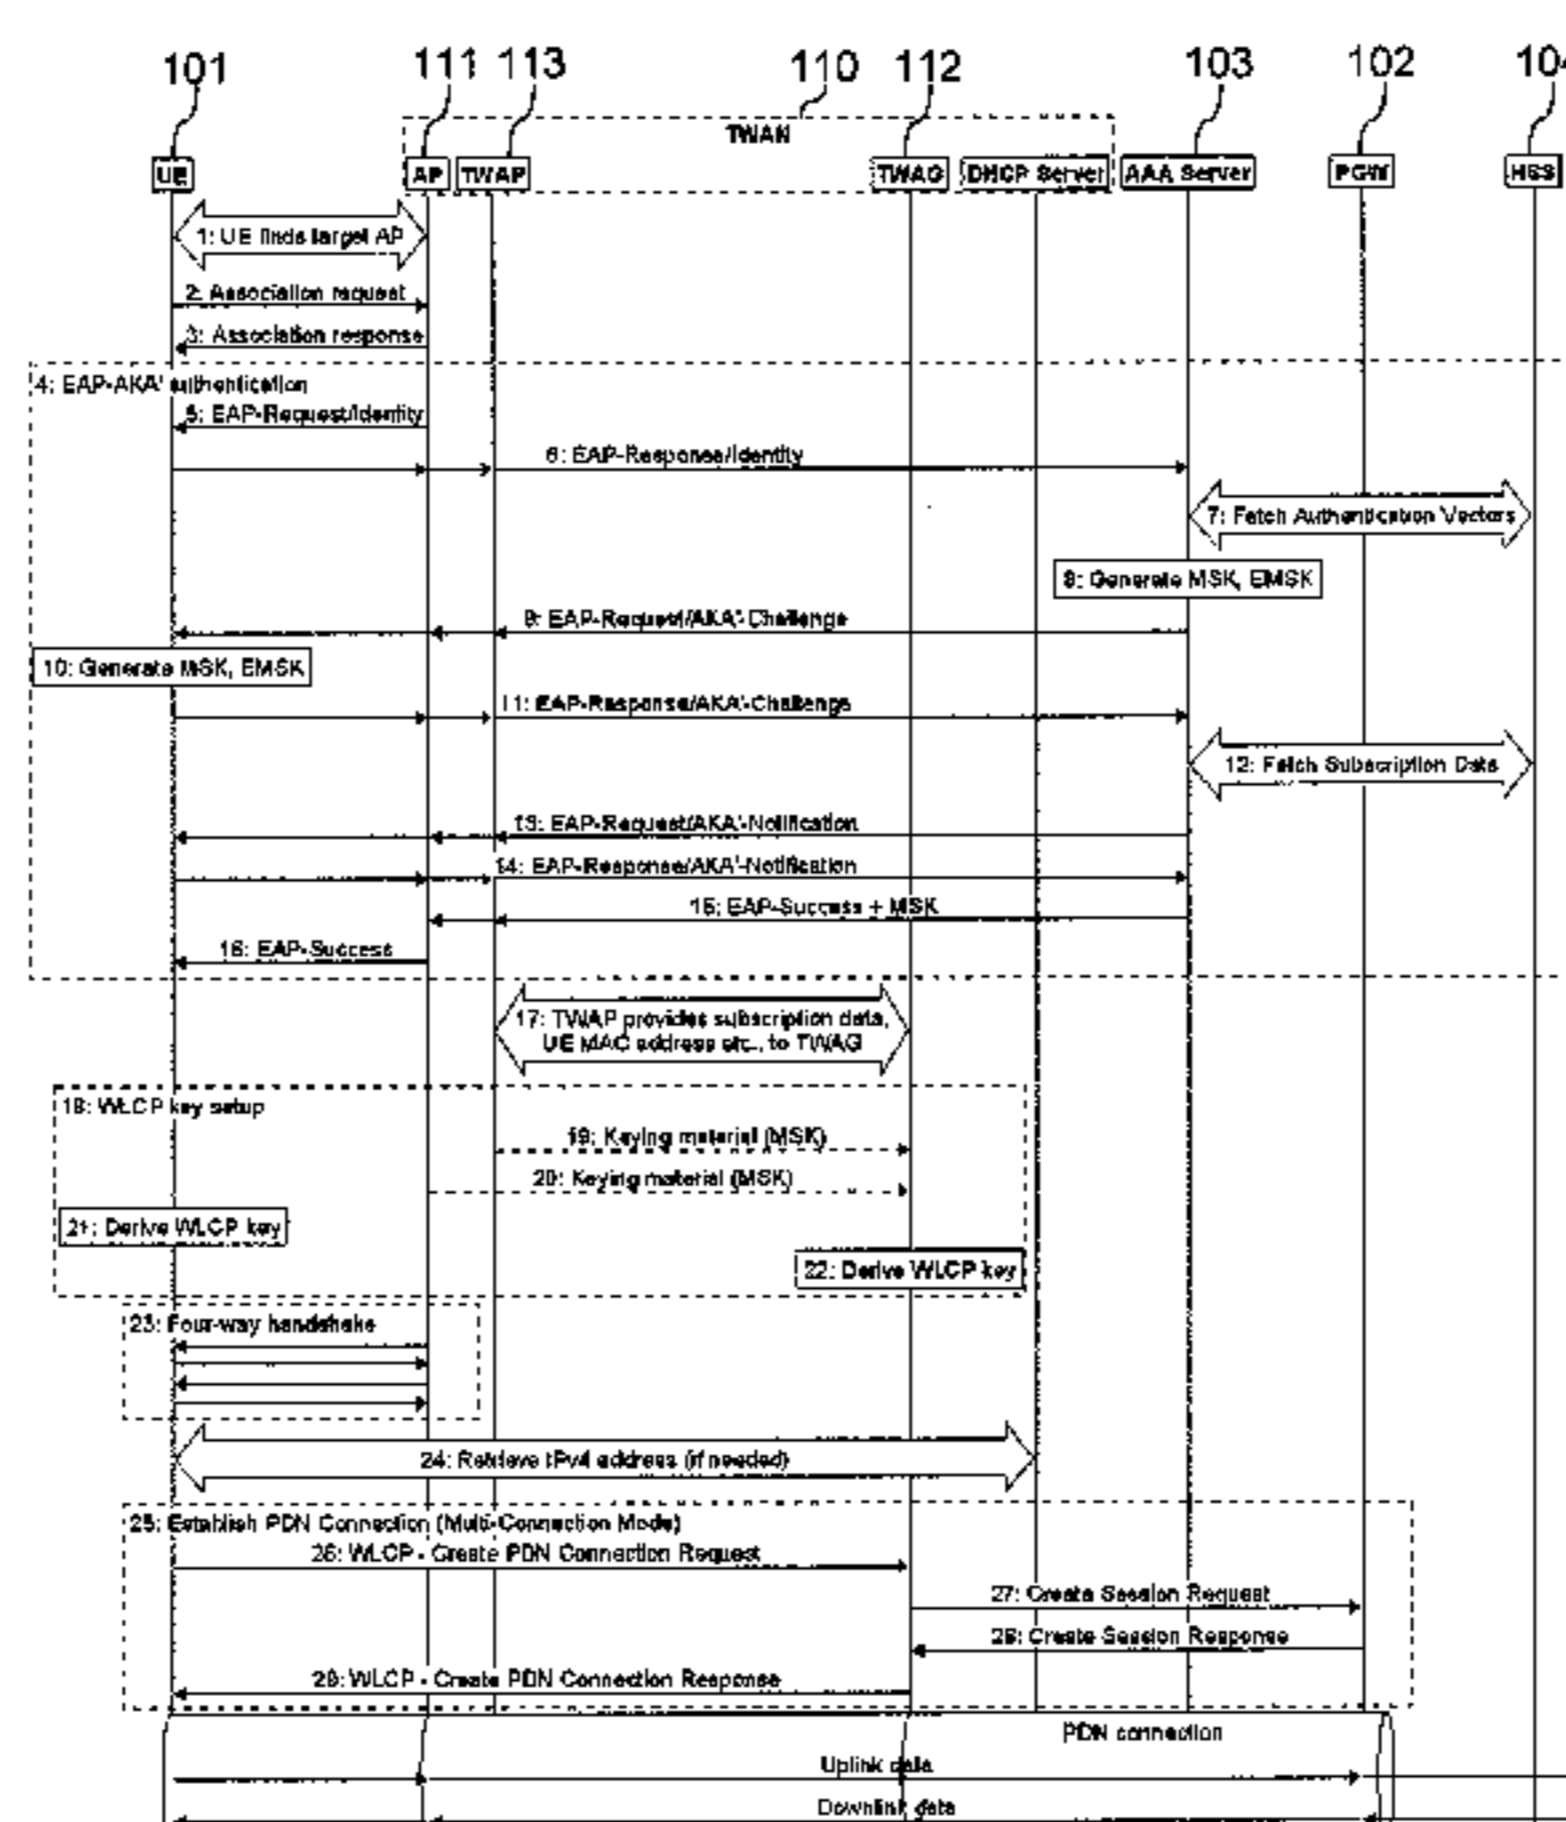 101 111 113 110 112 103 102 104
TWAN
UE AP TWAP TWAG DHCP Server AAA Server PGW HSS
1: UE finds target AP
2: Association request
3: Association response
4: EAP-AKA' authentication
5: EAP-Request/Identity
6: EAP-Response/Identity
7: Fetch Authentication Vectors
8: Generate MSK, EMSK
9: EAP-Request/AKA'-Challenge
10: Generate MSK, EMSK
11: EAP-Response/AKA'-Challenge
12: Fetch Subscription Data
13: EAP-Request/AKA'-Notification
14: EAP-Response/AKA'-Notification
15: EAP-Success + MSK
16: EAP-Success
17: TWAP provides subscription data,
UE MAC address etc., to TWAG
18: WLCP key setup
19: Keying material (MSK)
20: Keying material (MSK)
21: Derive WLCP key
22: Derive WLCP key
23: Four-way handshake
24: Retrieve IPv4 address (if needed)
25: Establish PDN Connection (Multi-Connection Mode)
26: WLCP - Create PDN Connection Request
27: Create Session Request
28: Create Session Response
29: WLCP - Create PDN Connection Response
PDN connection
Uplink data
Downlink data